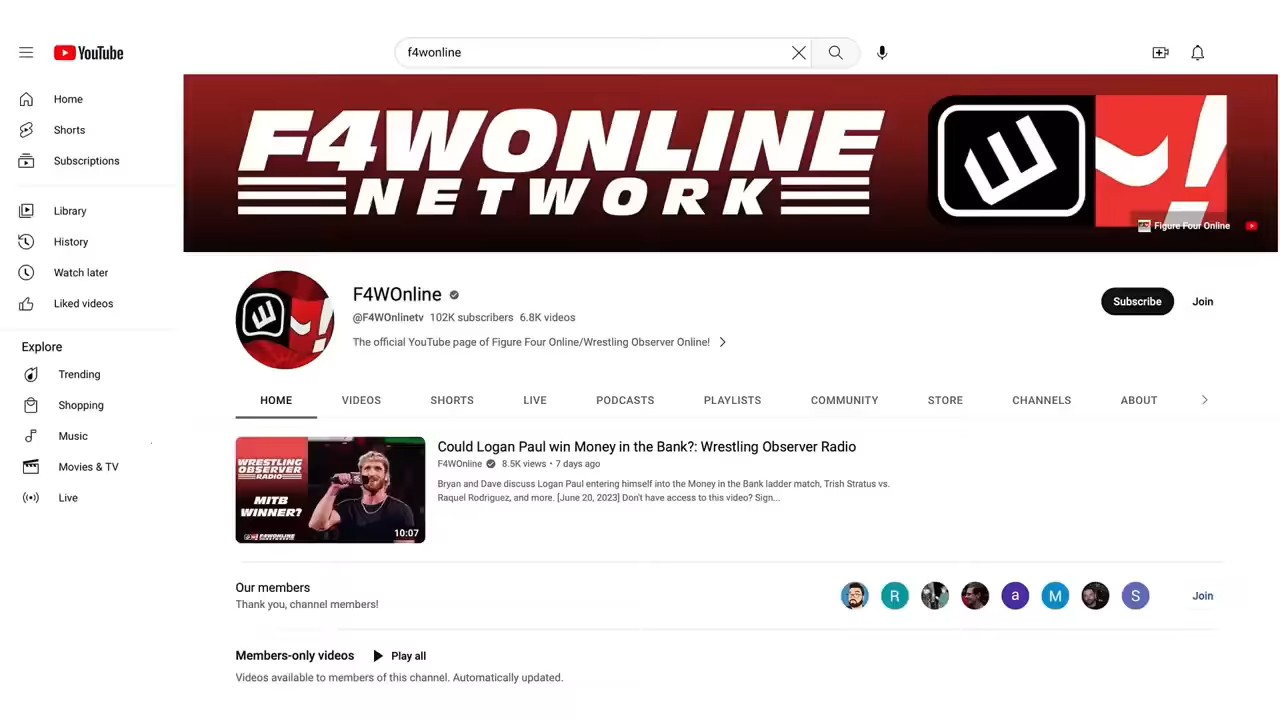 YouTube
f4wonline
Home
Shorts
Subscriptions
Library
History
Watch later
Liked videos
Explore
Trending
Shopping
Music
Movies & TV
Live
F4WONLINE
NETWORK
Figure Four Online
F4WOnline
@F4WOnlinetv 102K subscribers 6.8K videos
The official YouTube page of Figure Four Online/Wrestling Observer Online!
Subscribe
Join
HOME VIDEOS SHORTS LIVE PODCASTS PLAYLISTS COMMUNITY STORE CHANNELS ABOUT
WRESTLING
OBSERVER
RADIO
MITB
WINNER?
F4WONLINE
10:07
Could Logan Paul win Money in the Bank?: Wrestling Observer Radio
F4WOnline 8.5K views • 7 days ago
Bryan and Dave discuss Logan Paul entering himself into the Money in the Bank ladder match, Trish Stratus vs.
Raquel Rodriguez, and more. [June 20, 2023] Don't have access to this video? Sign...
Our members
Thank you, channel members!
R
a
M
S
Join
Members-only videos Play all
Videos available to members of this channel. Automatically updated.